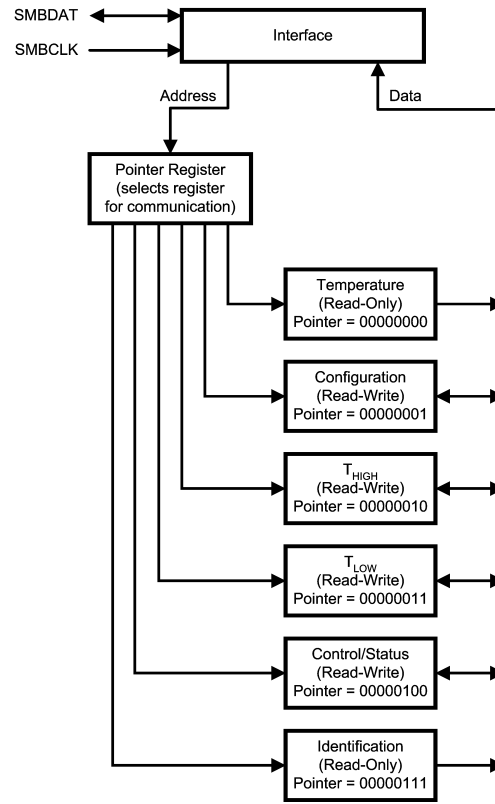 SMBDAT
SMBCLK
Interface
Address
Data
Pointer Register
(selects register
for communication)
Temperature
(Read-Only)
Pointer = 00000000
Configuration
(Read-Write)
Pointer = 00000001
THIGH
(Read-Write)
Pointer = 00000010
TLOW
(Read-Write)
Pointer = 00000011
Control/Status
(Read-Write)
Pointer = 00000100
Identification
(Read-Only)
Pointer = 00000111